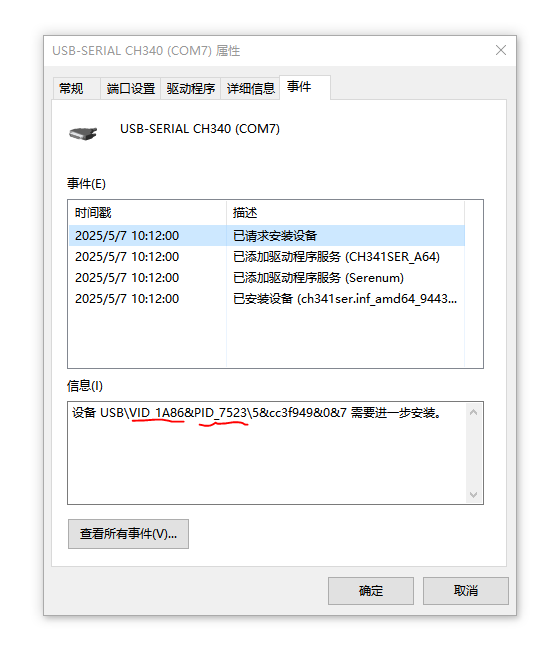 USB-SERIAL CH340 (COM7) 属性
常规 端口设置 驱动程序 详细信息 事件
USB-SERIAL CH340 (COM7)
事件(E)
时间戳 描述
2025/5/7 10:12:00 已请求安装设备
2025/5/7 10:12:00 已添加驱动程序服务 (CH341SER_A64)
2025/5/7 10:12:00 已添加驱动程序服务 (Serenum)
2025/5/7 10:12:00 已安装设备 (ch341ser.inf_amd64_9443...
信息(I)
设备 USB\VID_1A86&PID_7523\5&cc3f949&0&7 需要进一步安装。
查看所有事件(V)...
确定 取消